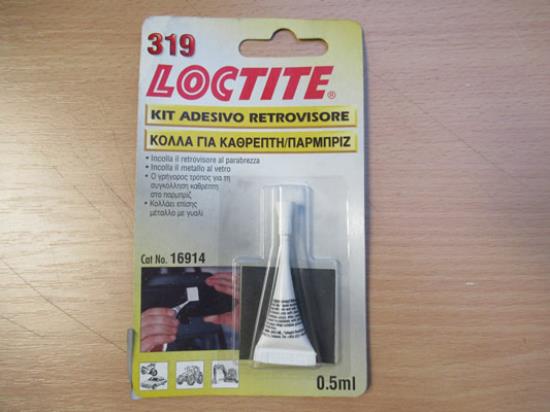 319
LOCTITE®
KIT ADESIVO RETROVISORE
ΚΟΛΛΑ ΓΙΑ ΚΑΘΡΕΠΤΗ/ΠΑΡΜΠΡΙΖ
• Incolla il retrovisore al parabrezza
• Incolla il metallo al vetro
• Ο γρήγορος τρόπος για τη
συγκόλληση καθρέπτη
στο παρμπρίζ
• Κολλάει επίσης
μέταλλο με γυαλί
Cat No. 16914
0.5ml